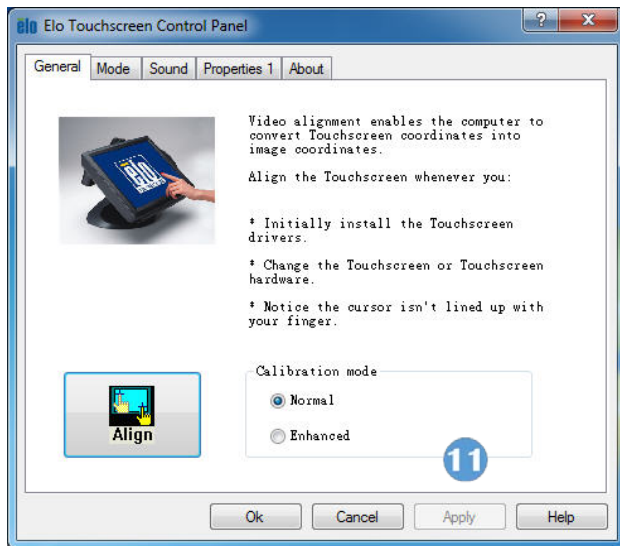 elo Elo Touchscreen Control Panel
? X
General Mode Sound Properties 1 About
elo
Video alignment enables the computer to
convert Touchscreen coordinates into
image coordinates.
Align the Touchscreen whenever you:
* Initially install the Touchscreen
drivers.
* Change the Touchscreen or Touchscreen
hardware.
* Notice the cursor isn't lined up with
your finger.
Align
Calibration mode
Normal
Enhanced
11
Ok Cancel Apply Help